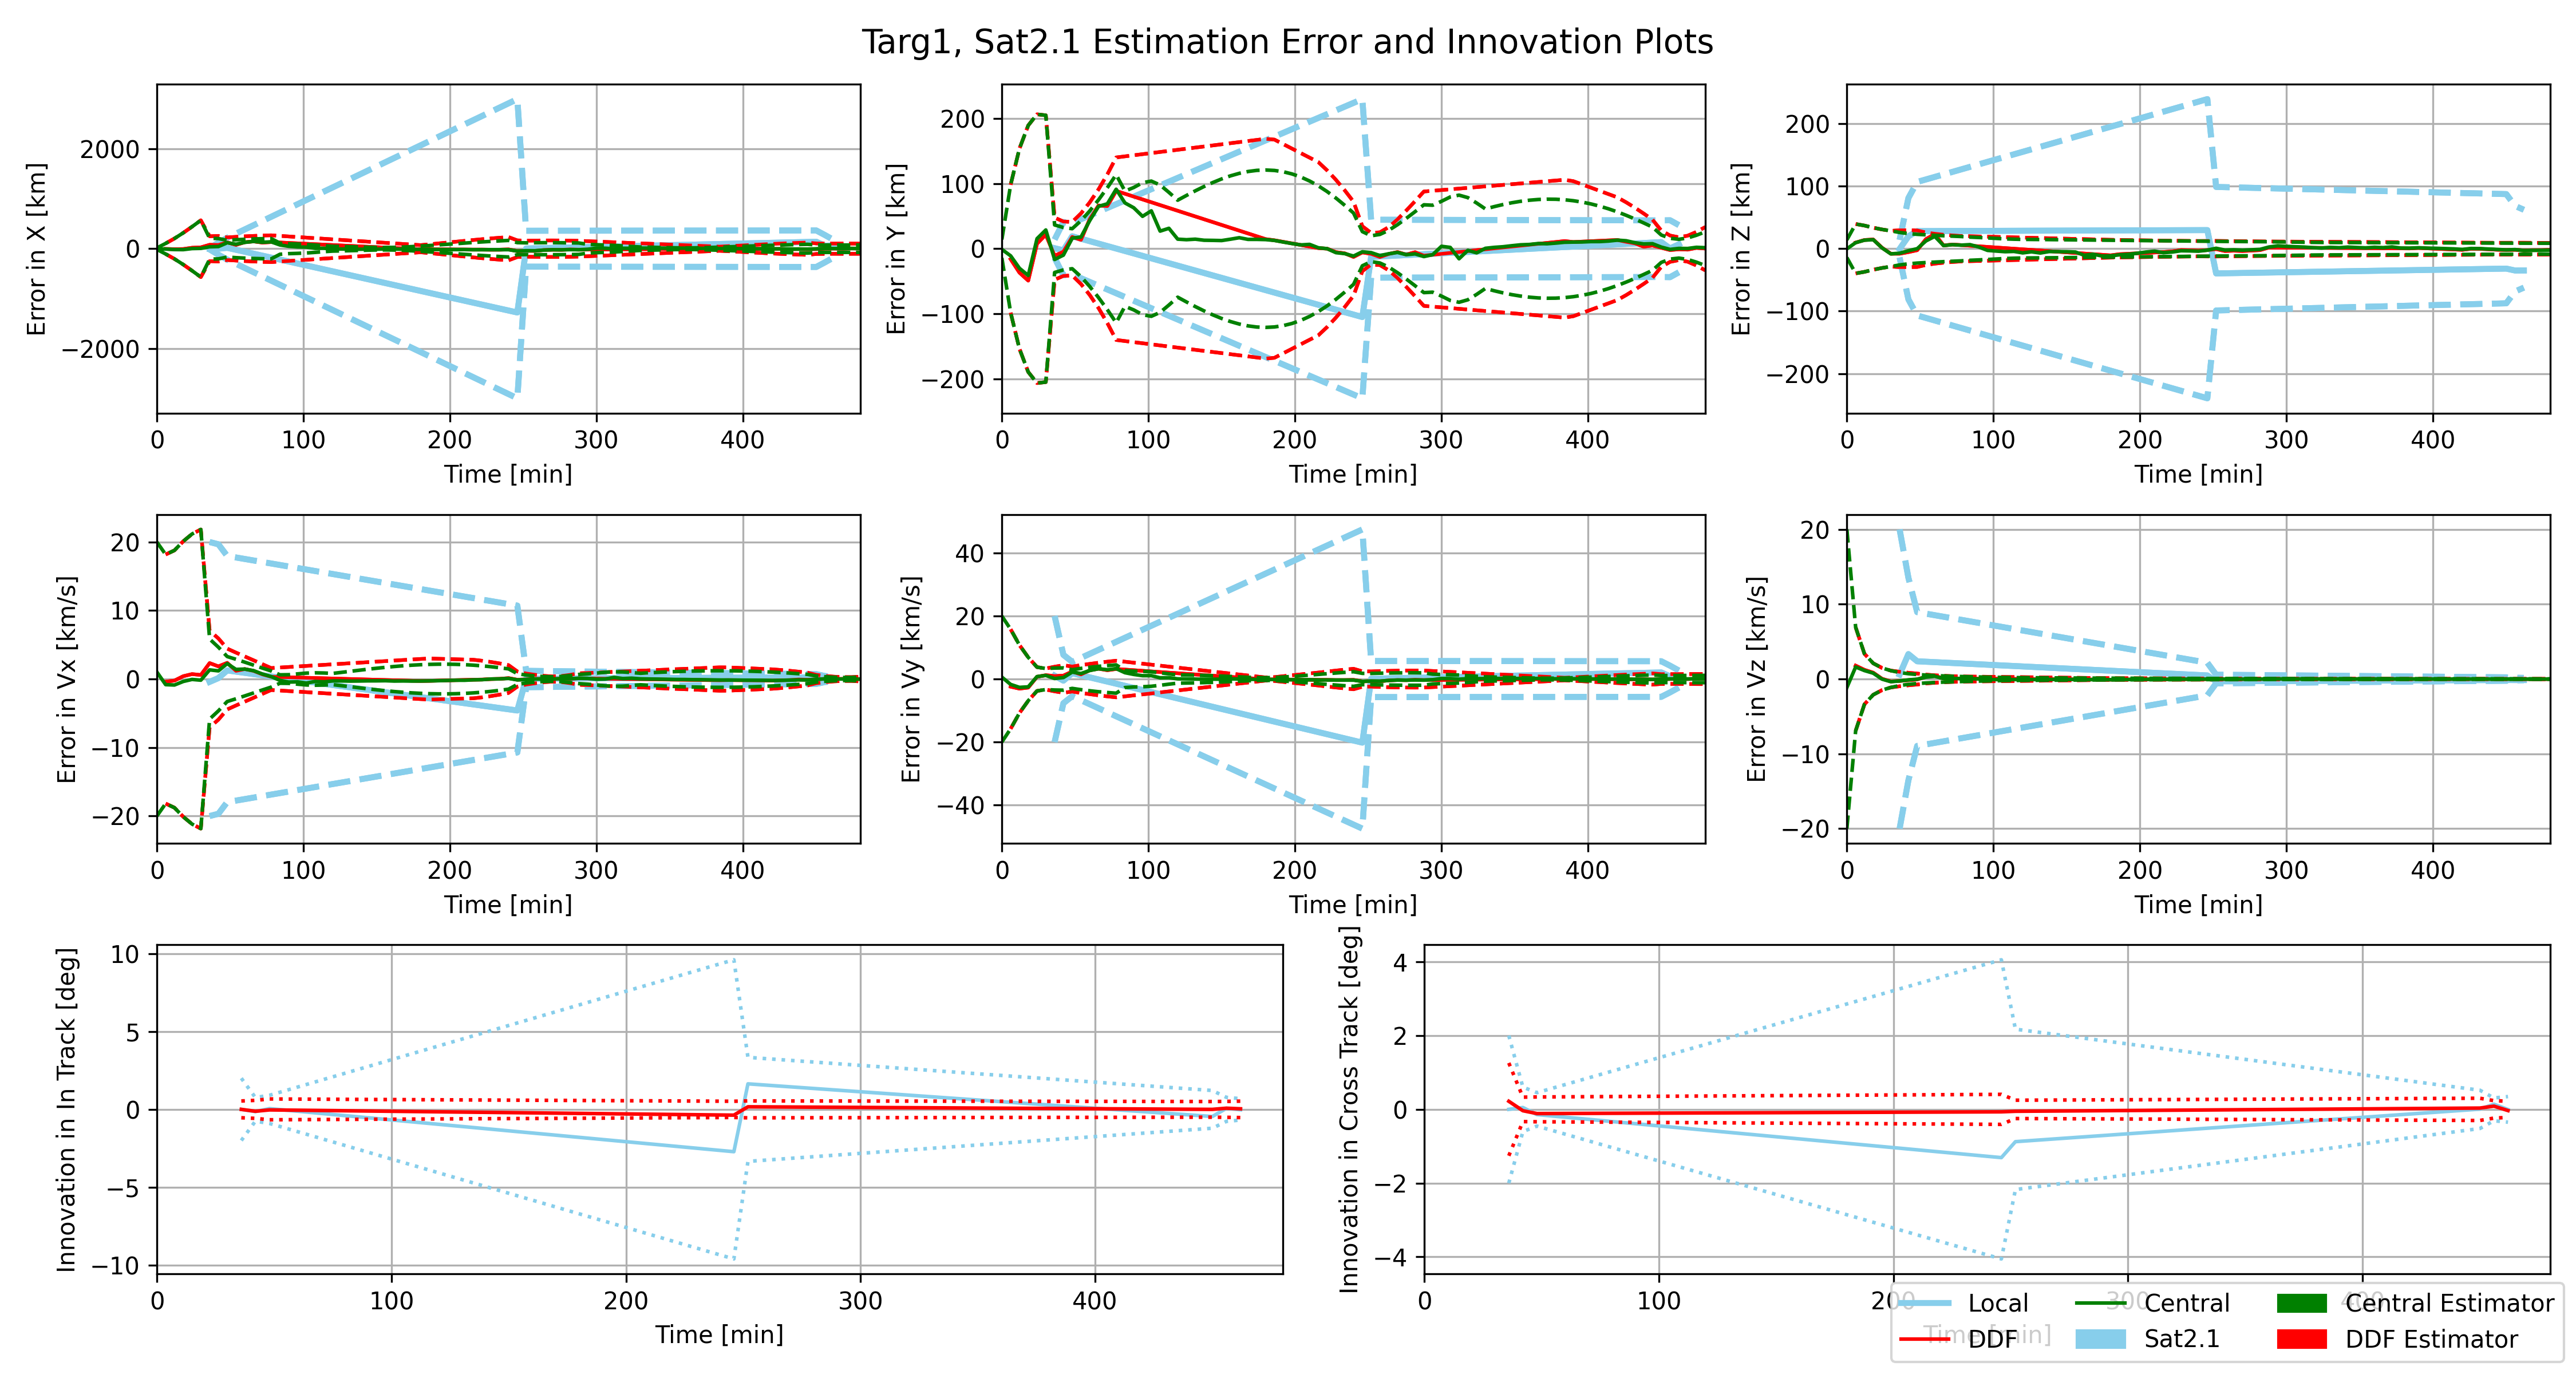 Targ1, Sat2.1 Estimation Error and Innovation Plots
Error in X [km]
2000
0
−2000
0 100 200 300 400
Time [min]
Error in Y [km]
200
100
0
−100
−200
0 100 200 300 400
Time [min]
Error in Z [km]
200
100
0
−100
−200
0 100 200 300 400
Time [min]
Error in Vx [km/s]
20
10
0
−10
−20
0 100 200 300 400
Time [min]
Error in Vy [km/s]
40
20
0
−20
−40
0 100 200 300 400
Time [min]
Error in Vz [km/s]
20
10
0
−10
−20
0 100 200 300 400
Time [min]
Innovation in In Track [deg]
10
5
0
−5
−10
0 100 200 300 400
Time [min]
Innovation in Cross Track [deg]
4
2
0
−2
−4
0 100 200 300 400
Time [min]
Local Central Central Estimator
DDF Sat2.1 DDF Estimator